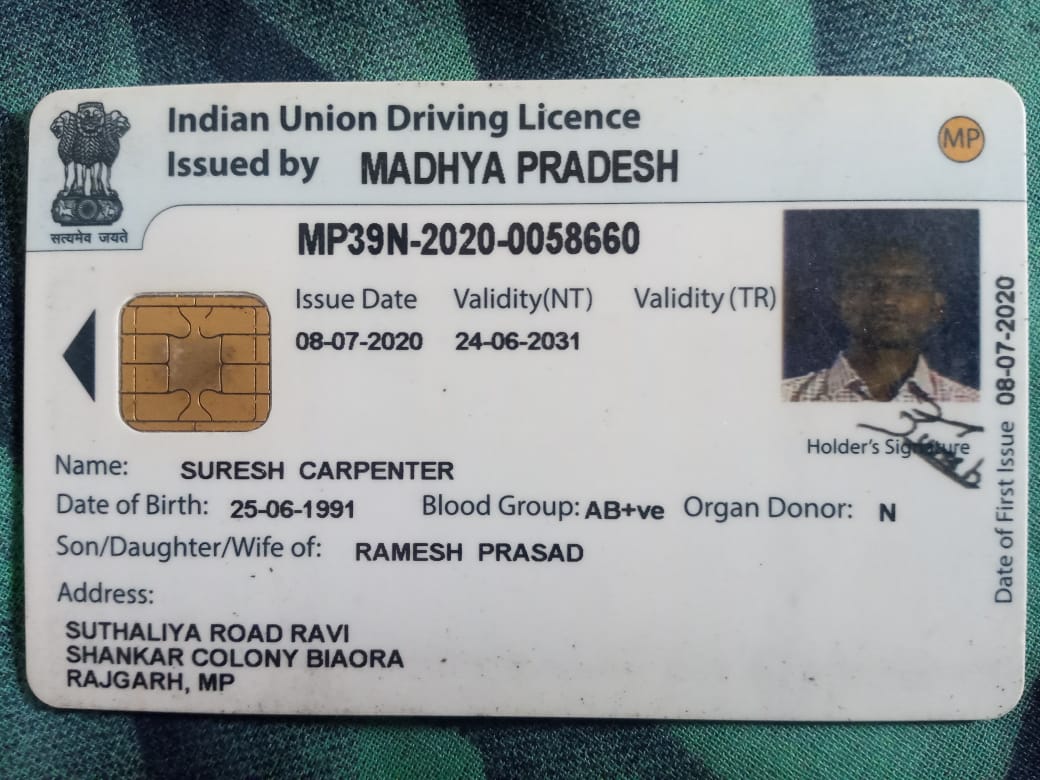 Indian Union Driving Licence
Issued by MADHYA PRADESH
MP
सत्यमेव जयते
MP39N-2020-0058660
Issue Date Validity(NT) Validity(TR)
08-07-2020 24-06-2031
Holder's Signature
Date of First Issue 08-07-2020
Name: SURESH CARPENTER
Date of Birth: 25-06-1991 Blood Group: AB+ve Organ Donor: N
Son/Daughter/Wife of: RAMESH PRASAD
Address:
SUTHALIYA ROAD RAVI
SHANKAR COLONY BIAORA
RAJGARH, MP